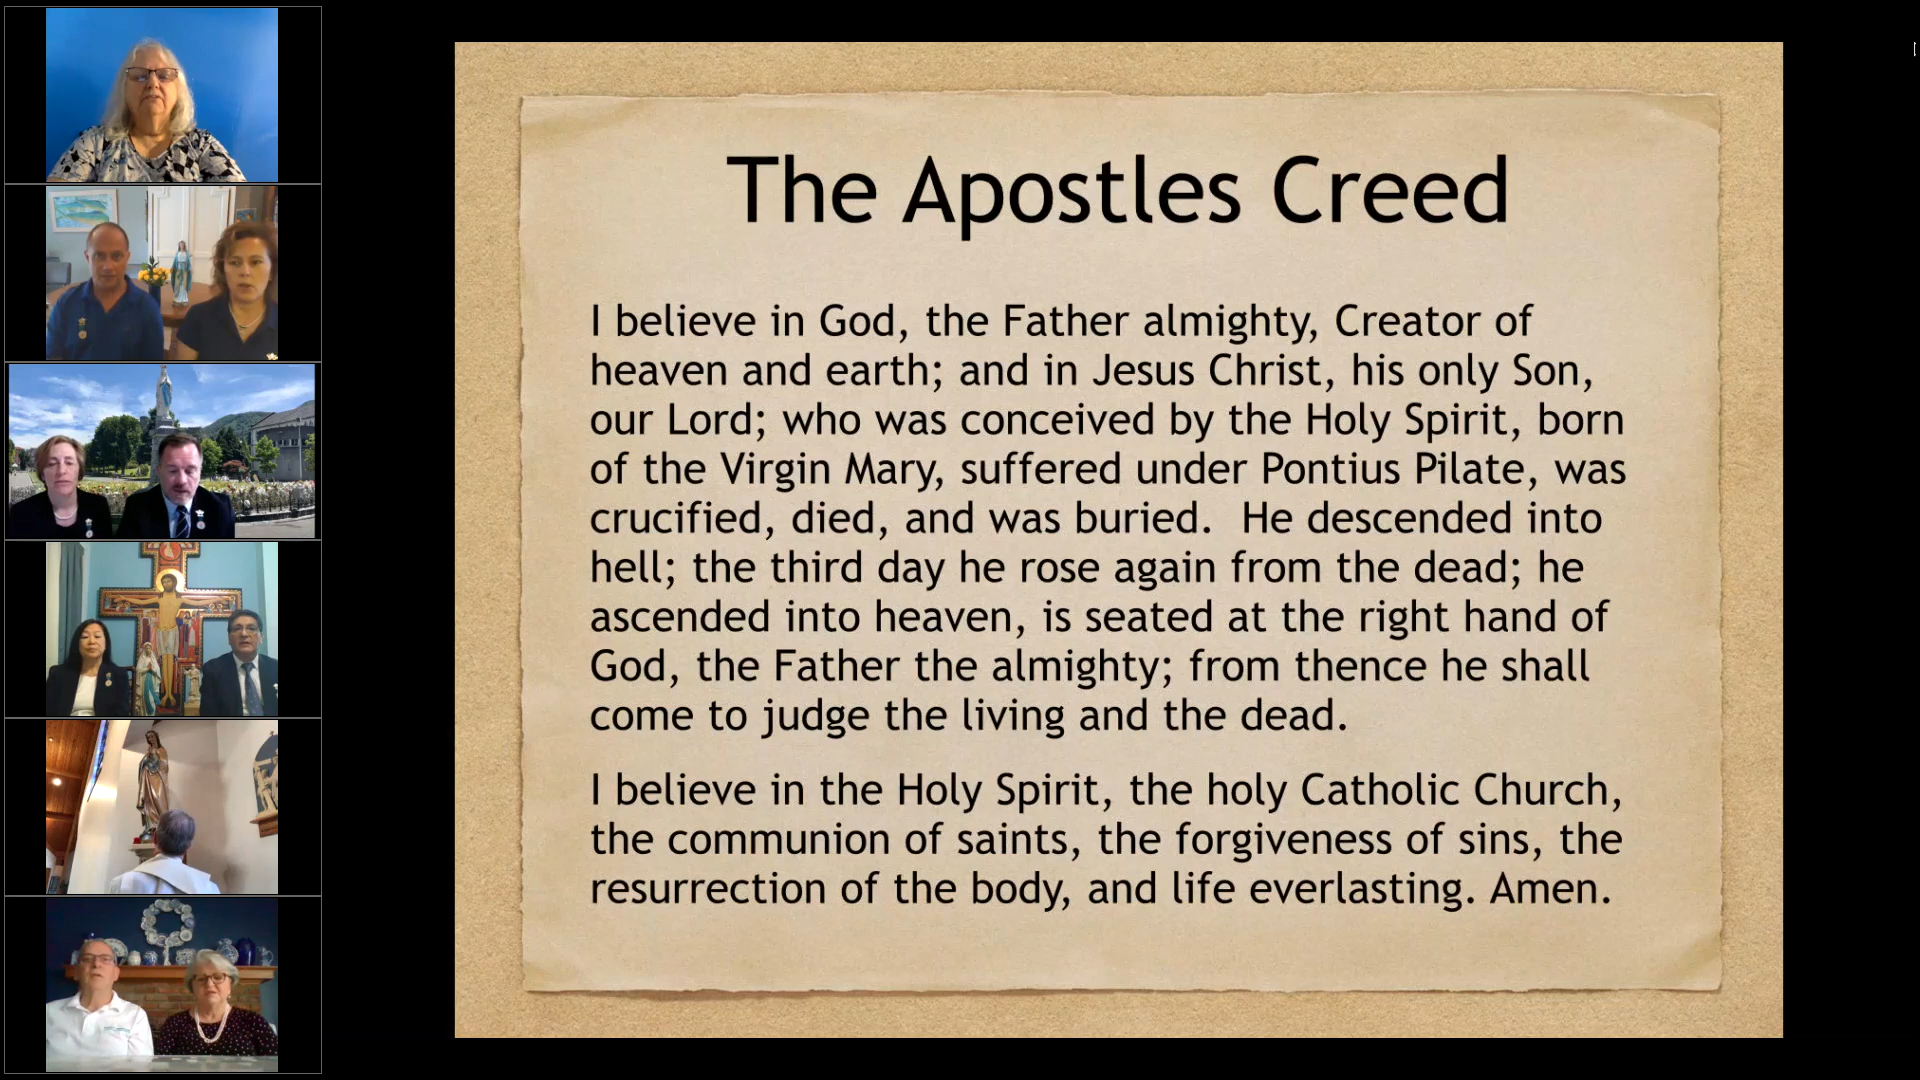 The Apostles Creed
I believe in God, the Father almighty, Creator of
heaven and earth; and in Jesus Christ, his only Son,
our Lord; who was conceived by the Holy Spirit, born
of the Virgin Mary, suffered under Pontius Pilate, was
crucified, died, and was buried.  He descended into
hell; the third day he rose again from the dead; he
ascended into heaven, is seated at the right hand of
God, the Father the almighty; from thence he shall
come to judge the living and the dead.
I believe in the Holy Spirit, the holy Catholic Church,
the communion of saints, the forgiveness of sins, the
resurrection of the body, and life everlasting. Amen.